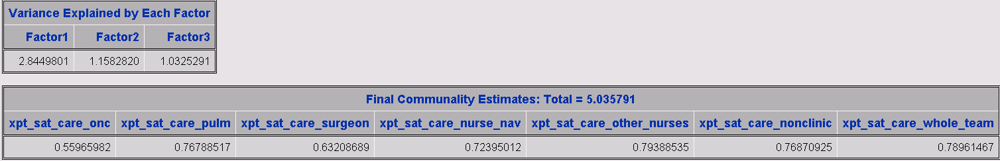 Variance Explained by Each Factor
Factor1 Factor2 Factor3
2.8449801 1.1582820 1.0325291
Final Communality Estimates: Total = 5.035791
xpt_sat_care_onc xpt_sat_care_pulm xpt_sat_care_surgeon xpt_sat_care_nurse_nav xpt_sat_care_other_nurses xpt_sat_care_nonclinic xpt_sat_care_whole_team
0.55965982 0.76788517 0.63208689 0.72395012 0.79388535 0.76870925 0.78961467